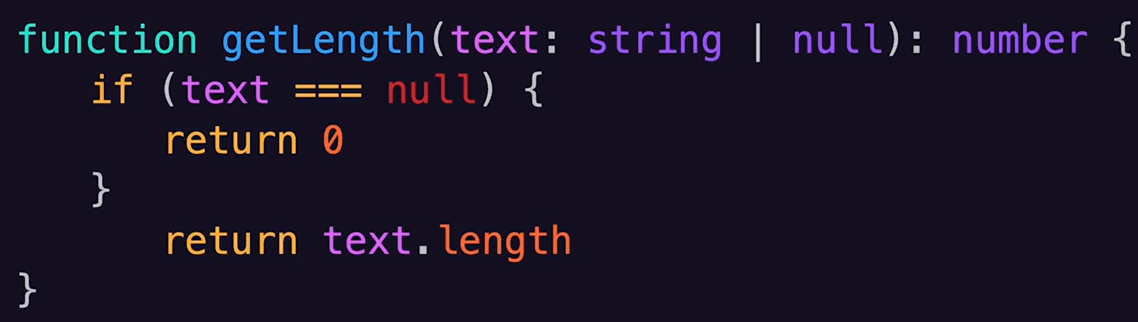 function getLength(text: string | null): number {
    if (text === null) {
        return 0
    }
        return text.length
}